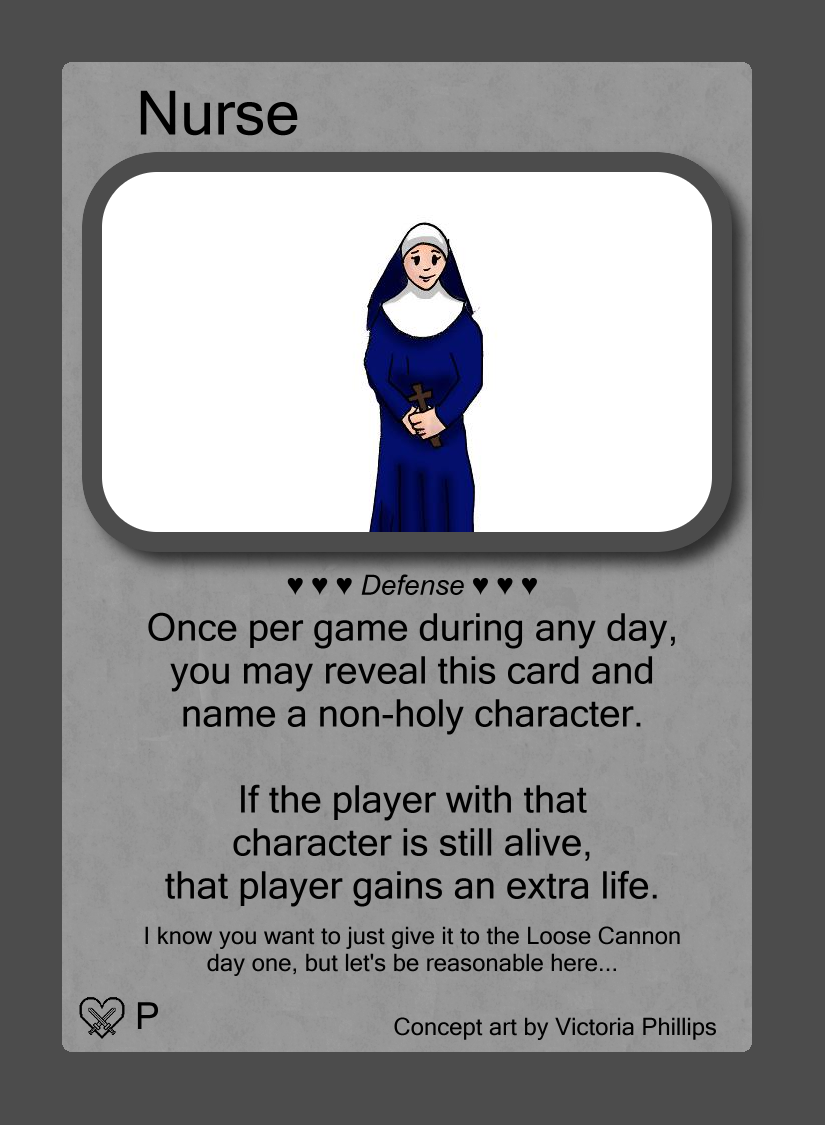 Nurse
♥ ♥ ♥ Defense ♥ ♥ ♥
Once per game during any day,
you may reveal this card and
name a non-holy character.
If the player with that
character is still alive,
that player gains an extra life.
I know you want to just give it to the Loose Cannon
day one, but let's be reasonable here...
P
Concept art by Victoria Phillips